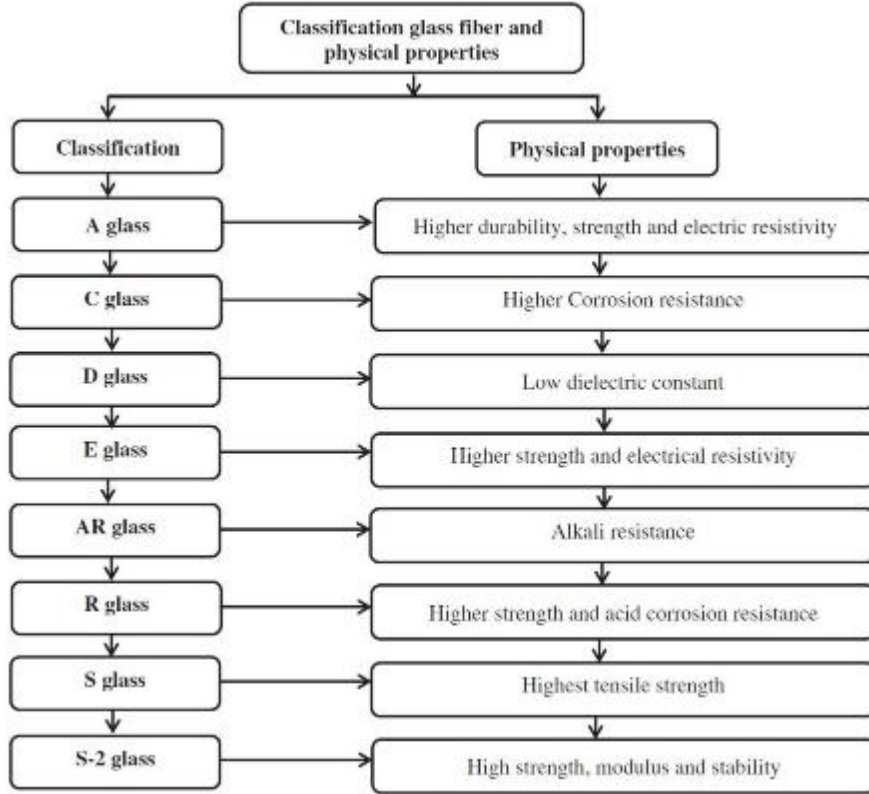 Classification glass fiber and
physical properties
Classification
Physical properties
A glass
Higher durability, strength and electric resistivity
C glass
Higher Corrosion resistance
D glass
Low dielectric constant
E glass
Higher strength and electrical resistivity
AR glass
Alkali resistance
R glass
Higher strength and acid corrosion resistance
S glass
Highest tensile strength
S-2 glass
High strength, modulus and stability